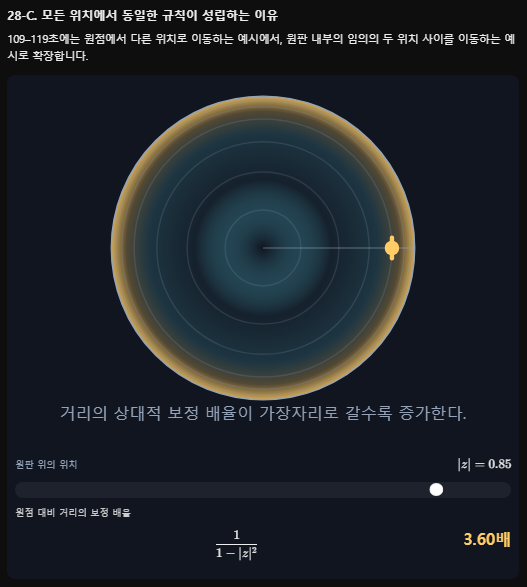 28-C. 모든 위치에서 동일한 규칙이 성립하는 이유
109–119초에는 원점에서 다른 위치로 이동하는 예시에서, 원판 내부의 임의의 두 위치 사이를 이동하는 예
시로 확장합니다.
거리의 상대적 보정 배율이 가장자리로 갈수록 증가한다.
원판 위의 위치 |z| = 0.85
원점 대비 거리의 보정 배율
1
1 − |z|²
3.60배